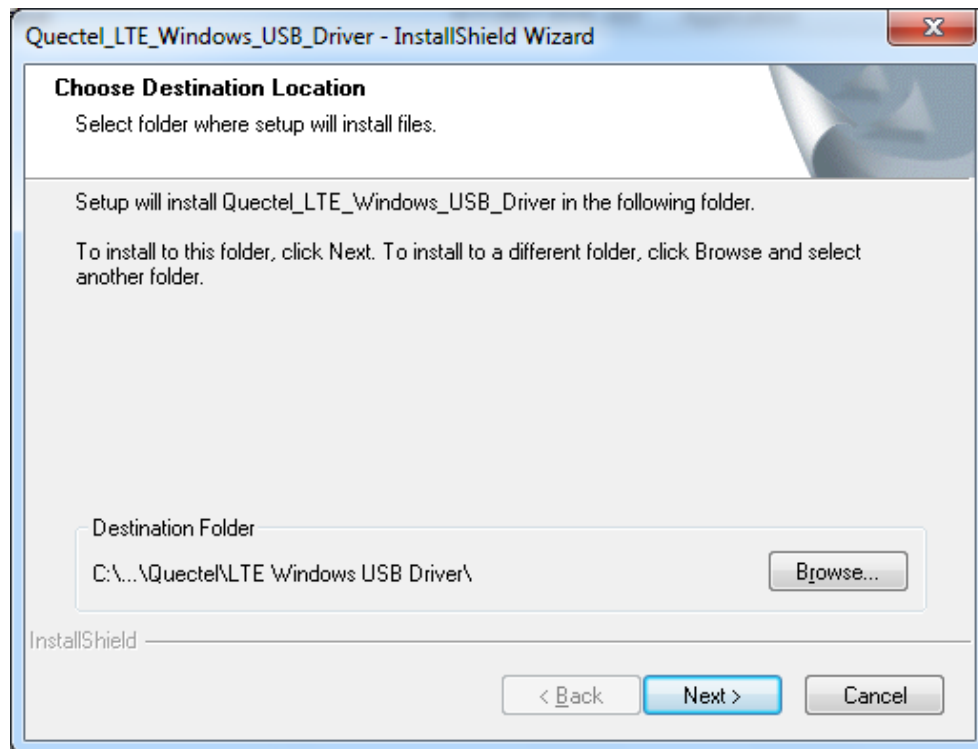 Quectel_LTE_Windows_USB_Driver - InstallShield Wizard
Choose Destination Location
Select folder where setup will install files.
Setup will install Quectel_LTE_Windows_USB_Driver in the following folder.
To install to this folder, click Next. To install to a different folder, click Browse and select
another folder.
Destination Folder
C:\...\Quectel\LTE Windows USB Driver\
Browse...
InstallShield
< Back
Next >
Cancel